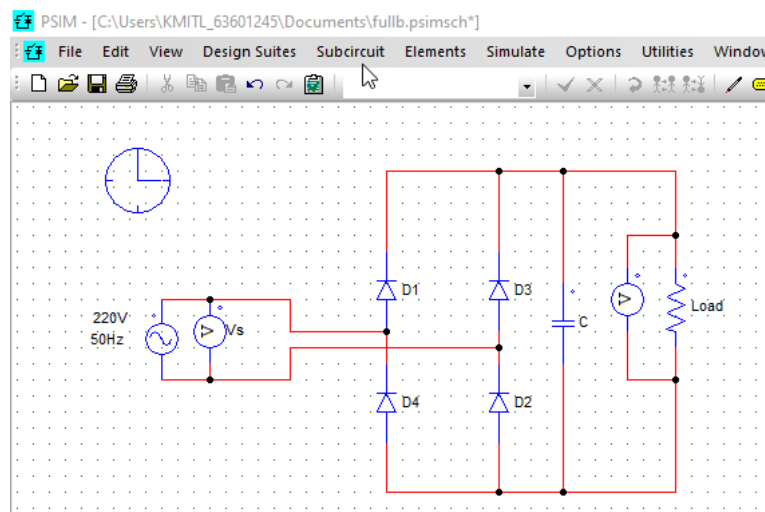 PSIM - [C:\Users\KMITL_63601245\Documents\fullb.psimsch*]
File Edit View Design Suites Subcircuit Elements Simulate Options Utilities Window
D1
D3
220V
50Hz
V
Vs
C
V
Load
D4
D2